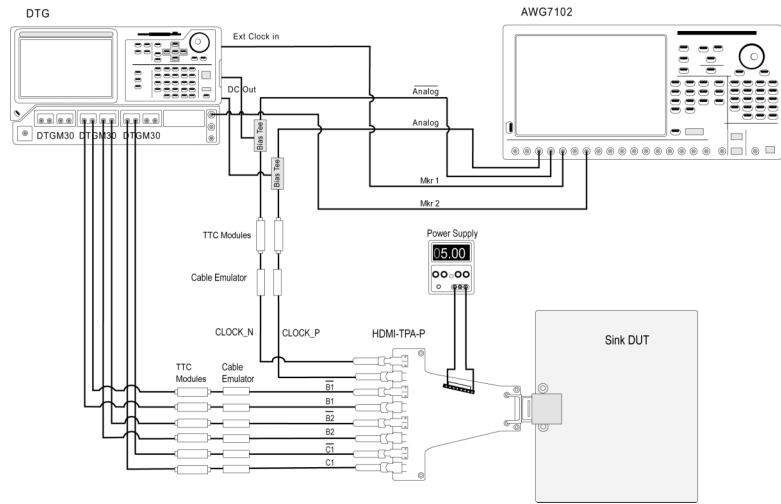 DTG
AWG7102
Ext Clock in
DC Out
Analog
Analog
DTGM30 DTGM30 DTGM30
Bias Tee
Bias Tee
Mkr 1
Mkr 2
TTC Modules
Power Supply
05.00
Cable Emulator
CLOCK_N
CLOCK_P
HDMI-TPA-P
Sink DUT
TTC
Modules
Cable
Emulator
B1
B1
B2
B2
C1
C1